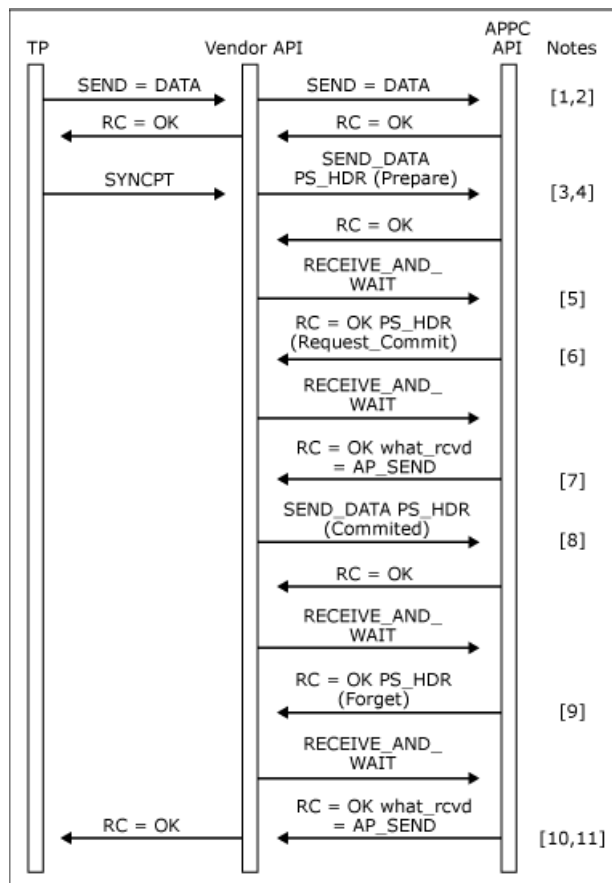 APPC
TP Vendor API API Notes
SEND = DATA SEND = DATA [1,2]
RC = OK RC = OK
SEND_DATA
SYNCPT PS_HDR (Prepare) [3,4]
RC = OK
RECEIVE_AND_
WAIT [5]
RC = OK PS_HDR
(Request_Commit) [6]
RECEIVE_AND_
WAIT
RC = OK what_rcvd
= AP_SEND [7]
SEND_DATA PS_HDR
(Commited) [8]
RC = OK
RECEIVE_AND_
WAIT
RC = OK PS_HDR
(Forget) [9]
RECEIVE_AND_
WAIT
RC = OK what_rcvd
RC = OK = AP_SEND [10,11]